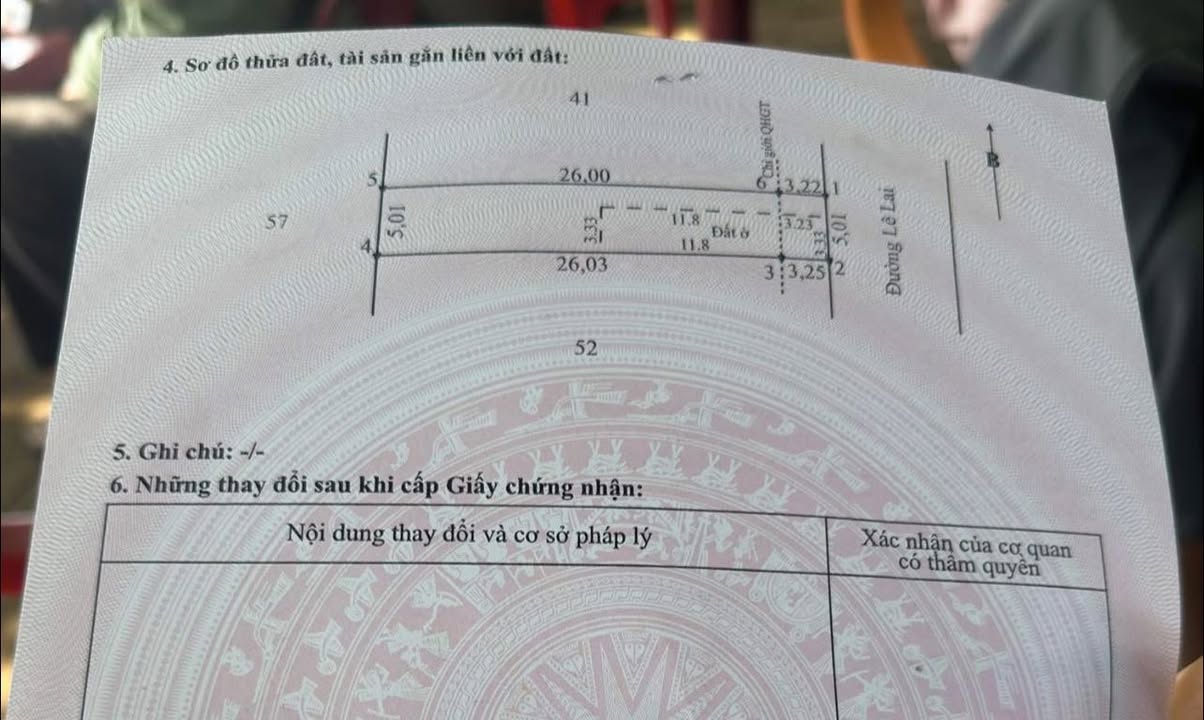 4. Sơ đồ thửa đất, tài sản gắn liền với đất:
41
Chỉ giới QHGT
B
5
26,00
6
3,22
1
57
5,01
3.33
11.8
Đất ở
11.8
3.23
3.33
5,01
Đường Lê Lai
4
26,03
3
3,25
2
52
5. Ghi chú: -/-
6. Những thay đổi sau khi cấp Giấy chứng nhận:
Nội dung thay đổi và cơ sở pháp lý
Xác nhận của cơ quan
có thẩm quyền